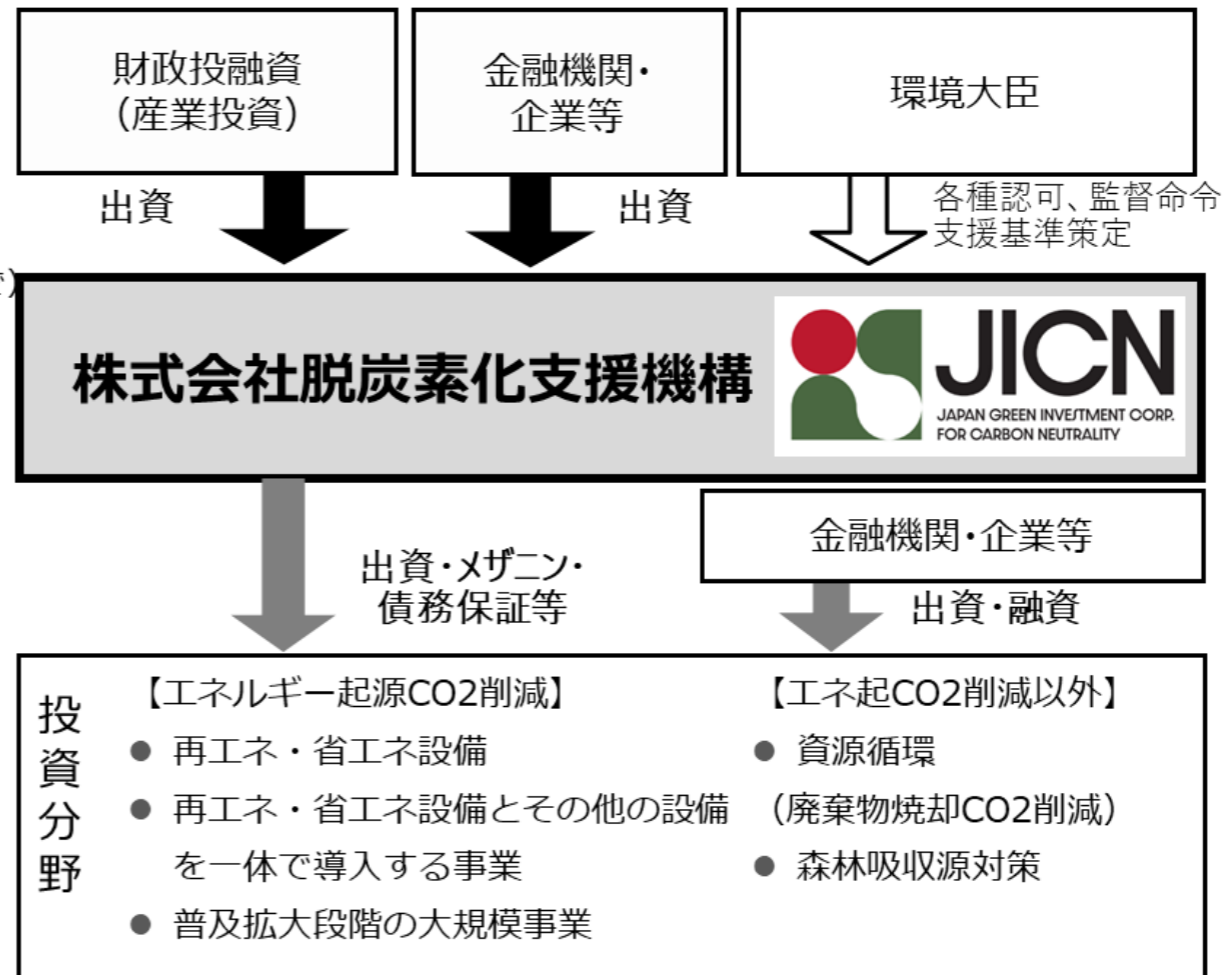 財政投融資
（産業投資）
金融機関・
企業等
環境大臣
出資
出資
各種認可、監督命令
支援基準策定
株式会社脱炭素化支援機構
JICN
JAPAN GREEN INVESTMENT CORP.
FOR CARBON NEUTRALITY
金融機関・企業等
出資・メザニン・
債務保証等
出資・融資
投資分野
【エネルギー起源CO2削減】
● 再エネ・省エネ設備
● 再エネ・省エネ設備とその他の設備
を一体で導入する事業
● 普及拡大段階の大規模事業
【エネ起CO2削減以外】
● 資源循環
（廃棄物焼却CO2削減）
● 森林吸収源対策